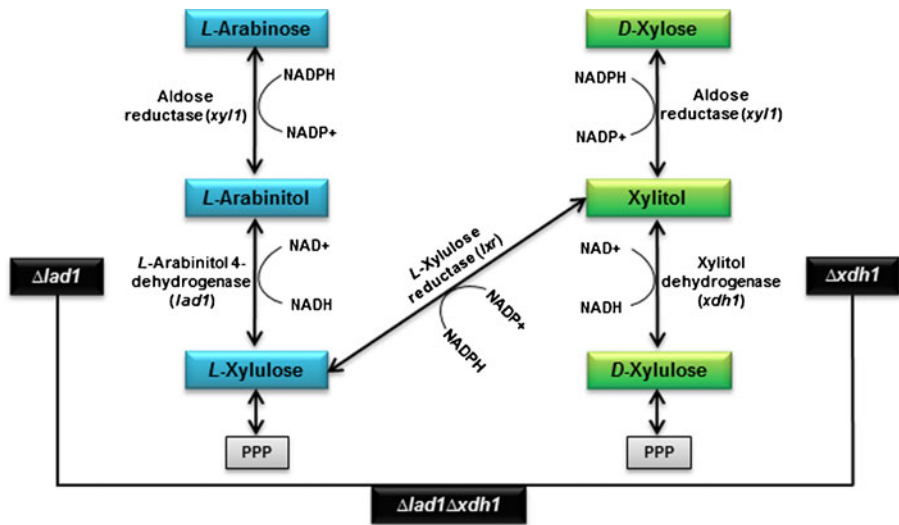 L-Arabinose
D-Xylose
NADPH
NADPH
Aldose
reductase (xyl1)
Aldose
reductase (xyl1)
NADP+
NADP+
L-Arabinitol
Xylitol
L-Xylulose
reductase (lxr)
NADP+
NADPH
NAD+
NAD+
Δlad1
L-Arabinitol 4-
dehydrogenase
(lad1)
Xylitol
dehydrogenase
(xdh1)
Δxdh1
NADH
NADH
L-Xylulose
D-Xylulose
PPP
PPP
Δlad1Δxdh1